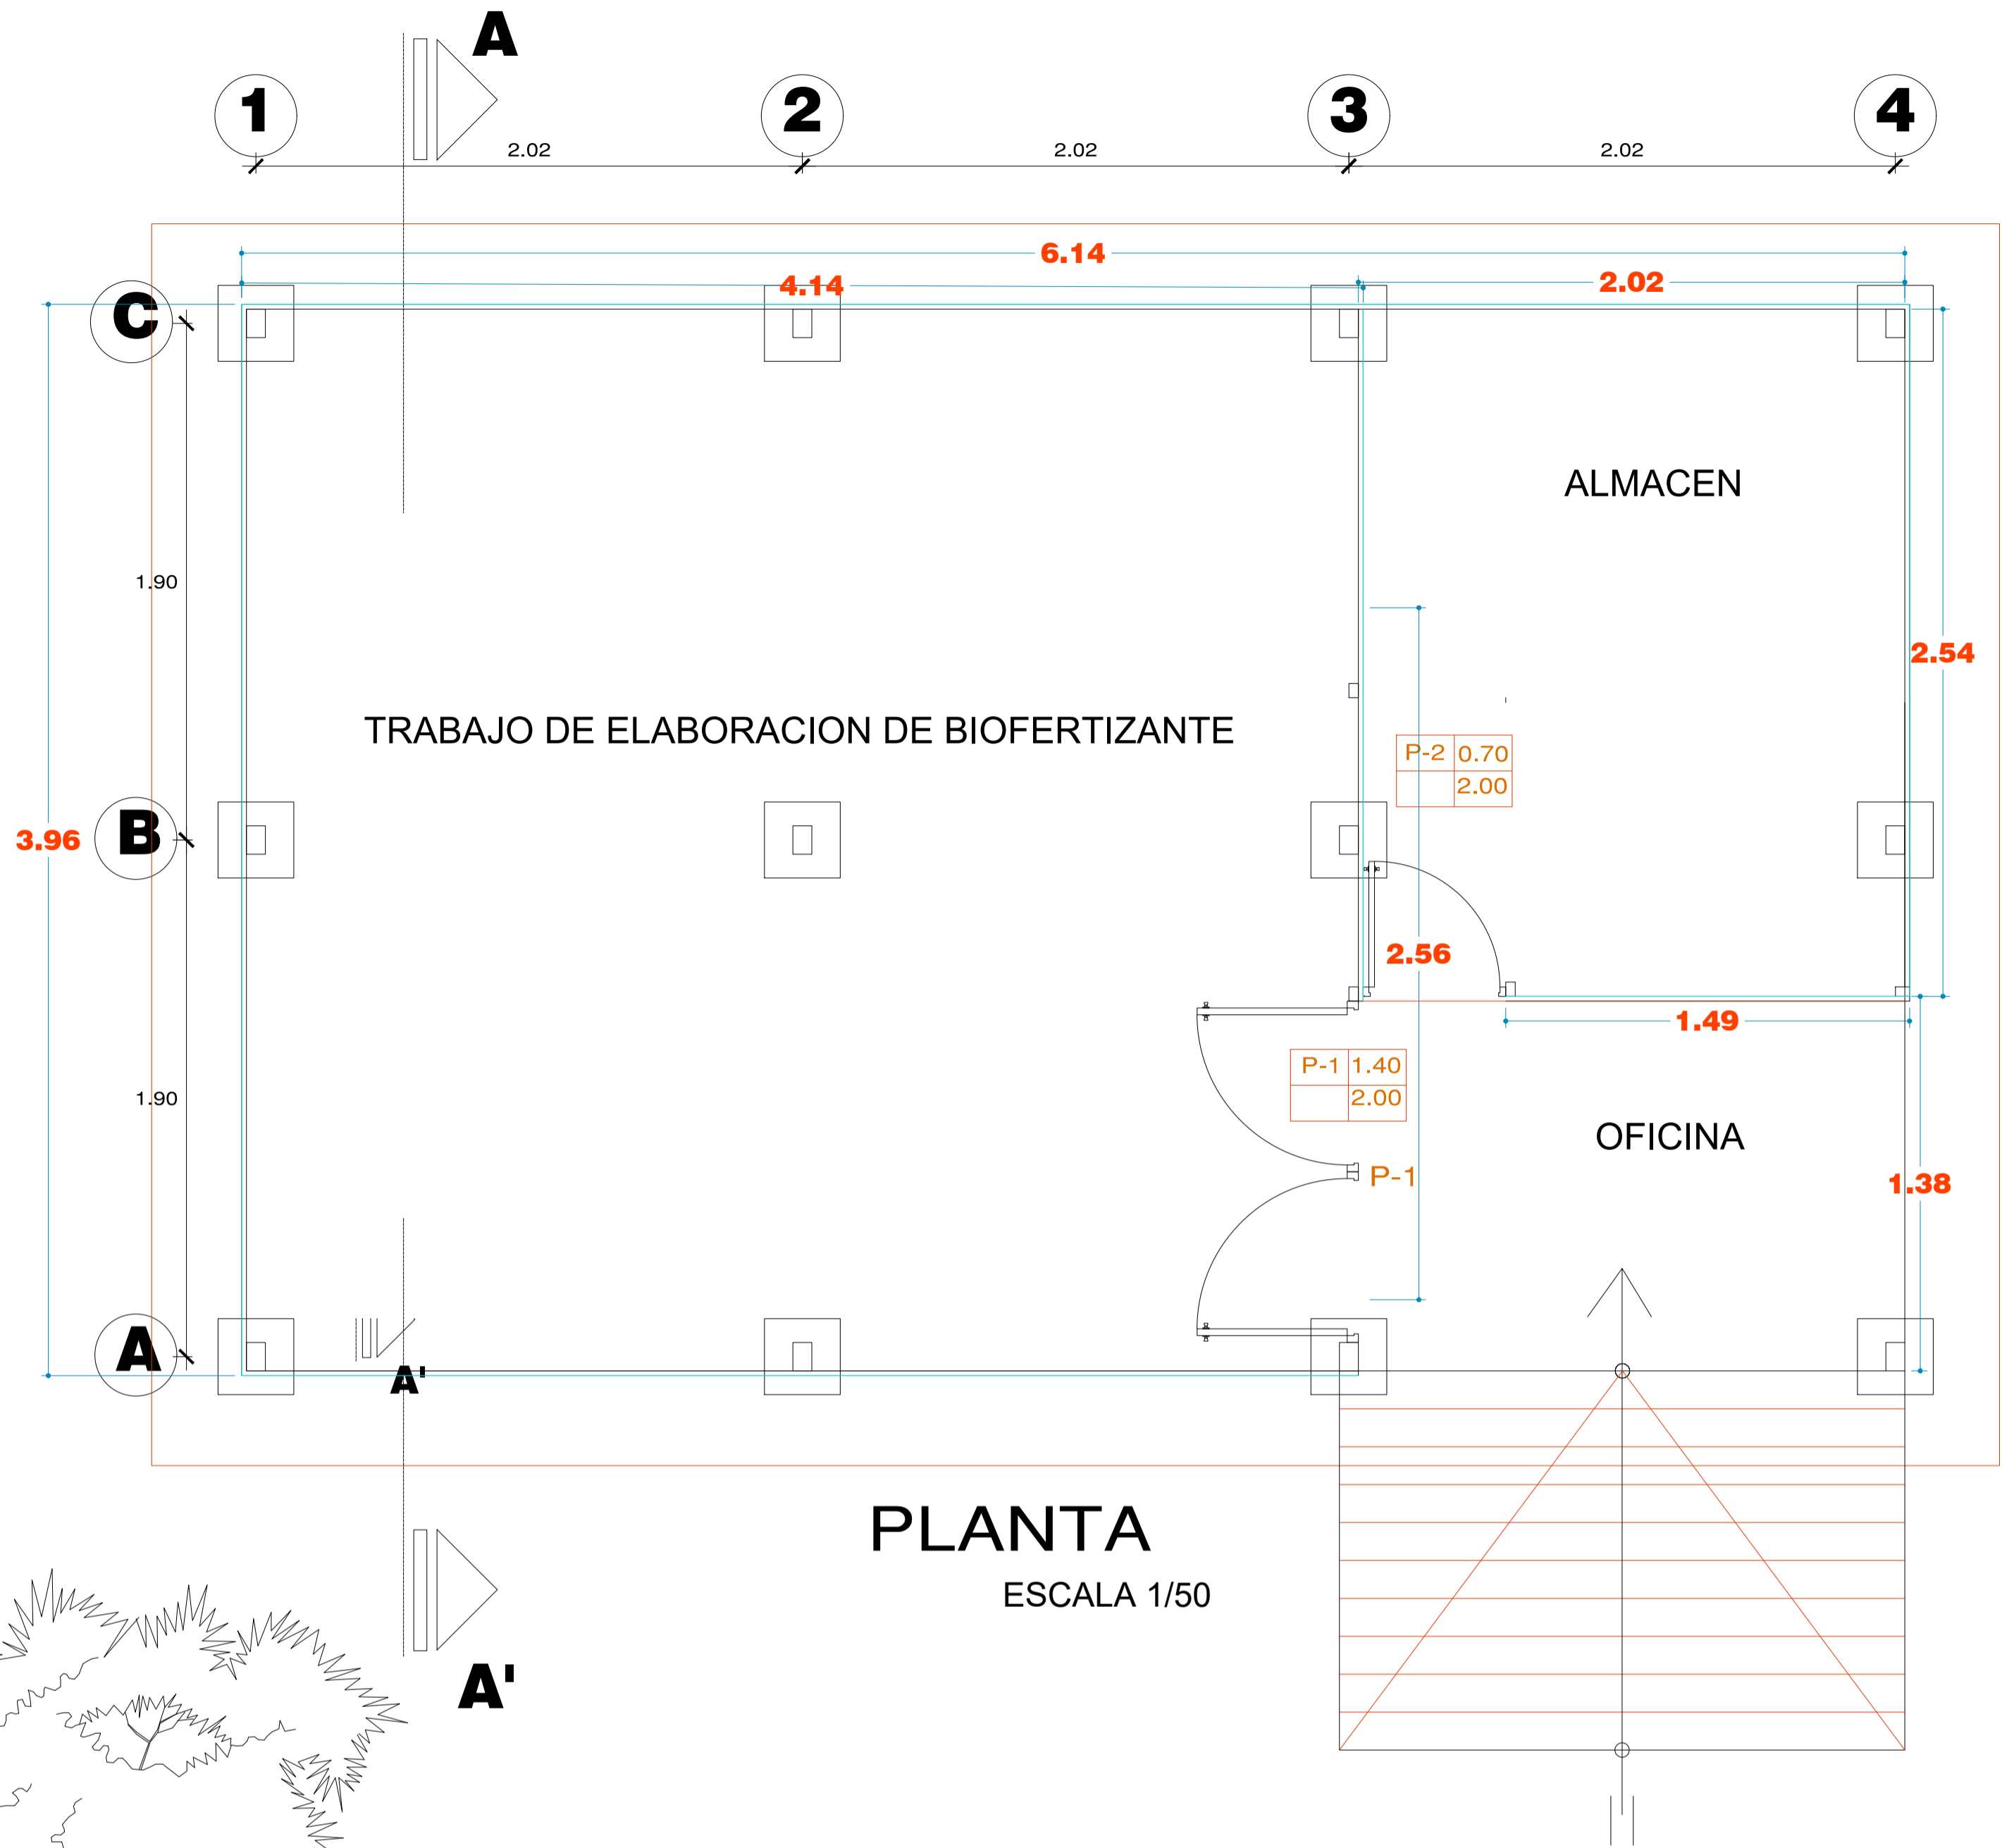 A
1
2
3
4
2.02
2.02
2.02
6.14
4.14
2.02
C
ALMACEN
1.90
2.54
TRABAJO DE ELABORACION DE BIOFERTIZANTE
P-2 0.70
2.00
3.96
B
2.56
1.49
P-1 1.40
2.00
1.90
OFICINA
P-1
1.38
A
A'
PLANTA
ESCALA 1/50
A'